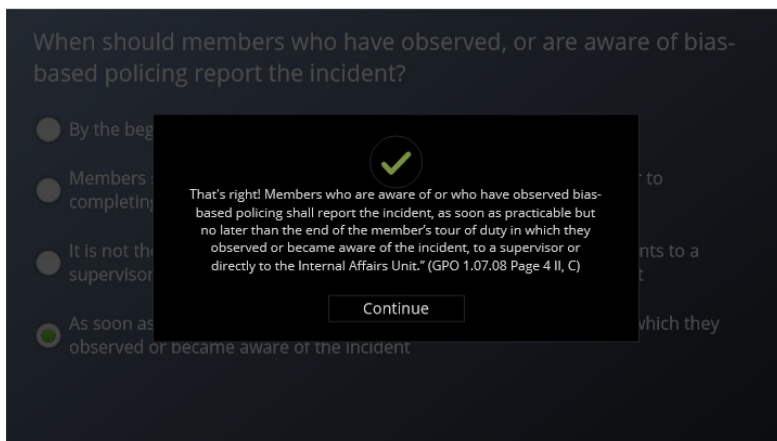 When should members who have observed, or are aware of bias-
based policing report the incident?
By the beg
Members
to
completing
That's right! Members who are aware of or who have observed bias-
based policing shall report the incident, as soon as practicable but
no later than the end of the member’s tour of duty in which they
observed or became aware of the incident, to a supervisor or
directly to the Internal Affairs Unit.” (GPO 1.07.08 Page 4 II, C)
It is not the
nts to a
supervisor
Continue
As soon as
which they
observed or became aware of the incident